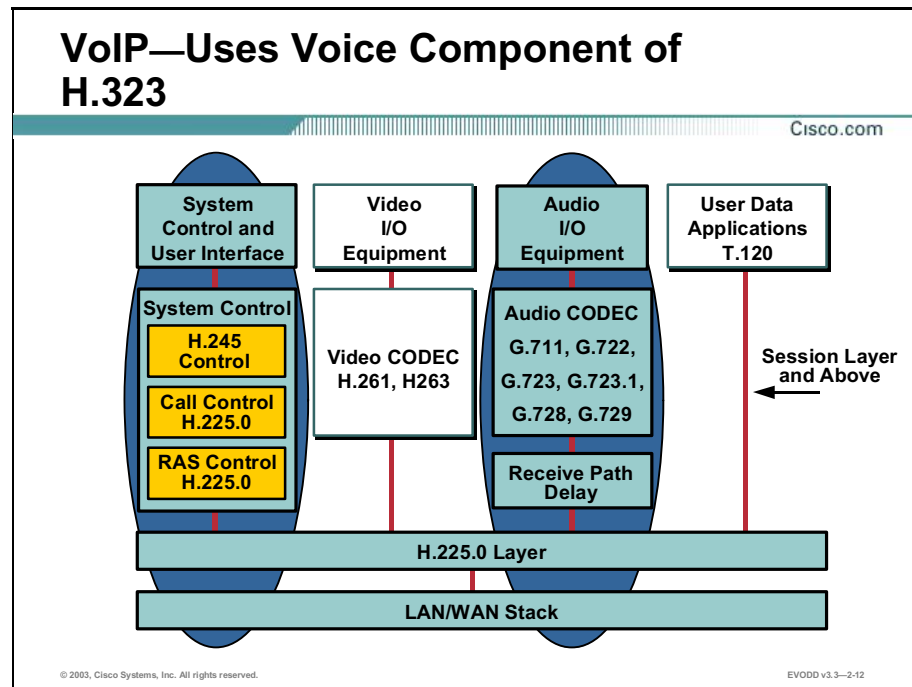 VoIP—Uses Voice Component of
H.323
Cisco.com
System
Control and
User Interface
Video
I/O
Equipment
Audio
I/O
Equipment
User Data
Applications
T.120
System Control
H.245
Control
Call Control
H.225.0
RAS Control
H.225.0
Video CODEC
H.261, H263
Audio CODEC
G.711, G.722,
G.723, G.723.1,
G.728, G.729
Receive Path
Delay
Session Layer
and Above
H.225.0 Layer
LAN/WAN Stack
© 2003, Cisco Systems, Inc. All rights reserved.
EVODD v3.3—2-12